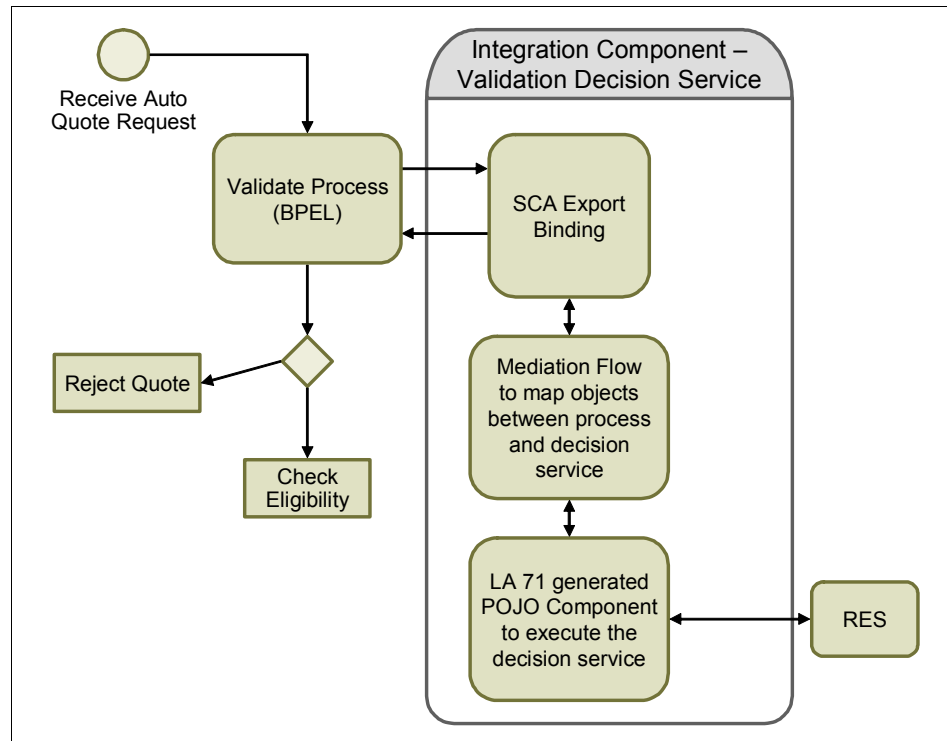 Integration Component –
Validation Decision Service
Receive Auto
Quote Request
Validate Process
(BPEL)
SCA Export
Binding
Reject Quote
Mediation Flow
to map objects
between process
and decision
service
Check
Eligibility
LA 71 generated
POJO Component
to execute the
decision service
RES